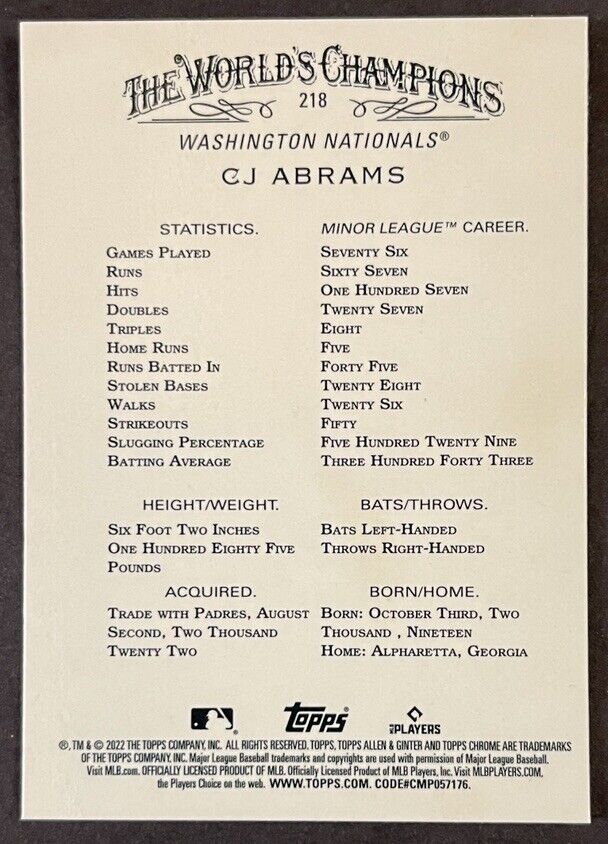 THE WORLD'S CHAMPIONS
218
WASHINGTON NATIONALS®
CJ ABRAMS
STATISTICS. MINOR LEAGUE™ CAREER.
GAMES PLAYED SEVENTY SIX
RUNS SIXTY SEVEN
HITS ONE HUNDRED SEVEN
DOUBLES TWENTY SEVEN
TRIPLES EIGHT
HOME RUNS FIVE
RUNS BATTED IN FORTY FIVE
STOLEN BASES TWENTY EIGHT
WALKS TWENTY SIX
STRIKEOUTS FIFTY
SLUGGING PERCENTAGE FIVE HUNDRED TWENTY NINE
BATTING AVERAGE THREE HUNDRED FORTY THREE
HEIGHT/WEIGHT.
SIX FOOT TWO INCHES
ONE HUNDRED EIGHTY FIVE
POUNDS
BATS/THROWS.
BATS LEFT-HANDED
THROWS RIGHT-HANDED
ACQUIRED.
TRADE WITH PADRES, AUGUST
SECOND, TWO THOUSAND
TWENTY TWO
BORN/HOME.
BORN: OCTOBER THIRD, TWO
THOUSAND , NINETEEN
HOME: ALPHARETTA, GEORGIA
Topps
MLB PLAYERS
®,TM & © 2022 THE TOPPS COMPANY, INC. ALL RIGHTS RESERVED. TOPPS, TOPPS ALLEN & GINTER AND TOPPS CHROME ARE TRADEMARKS
OF THE TOPPS COMPANY, INC. Major League Baseball trademarks and copyrights are used with permission of Major League Baseball.
Visit MLB.com. OFFICIALLY LICENSED PRODUCT OF MLB. Officially Licensed Product of MLB Players, Inc. Visit MLBPLAYERS.COM,
the Players Choice on the web. WWW.TOPPS.COM. CODE#CMP057176.